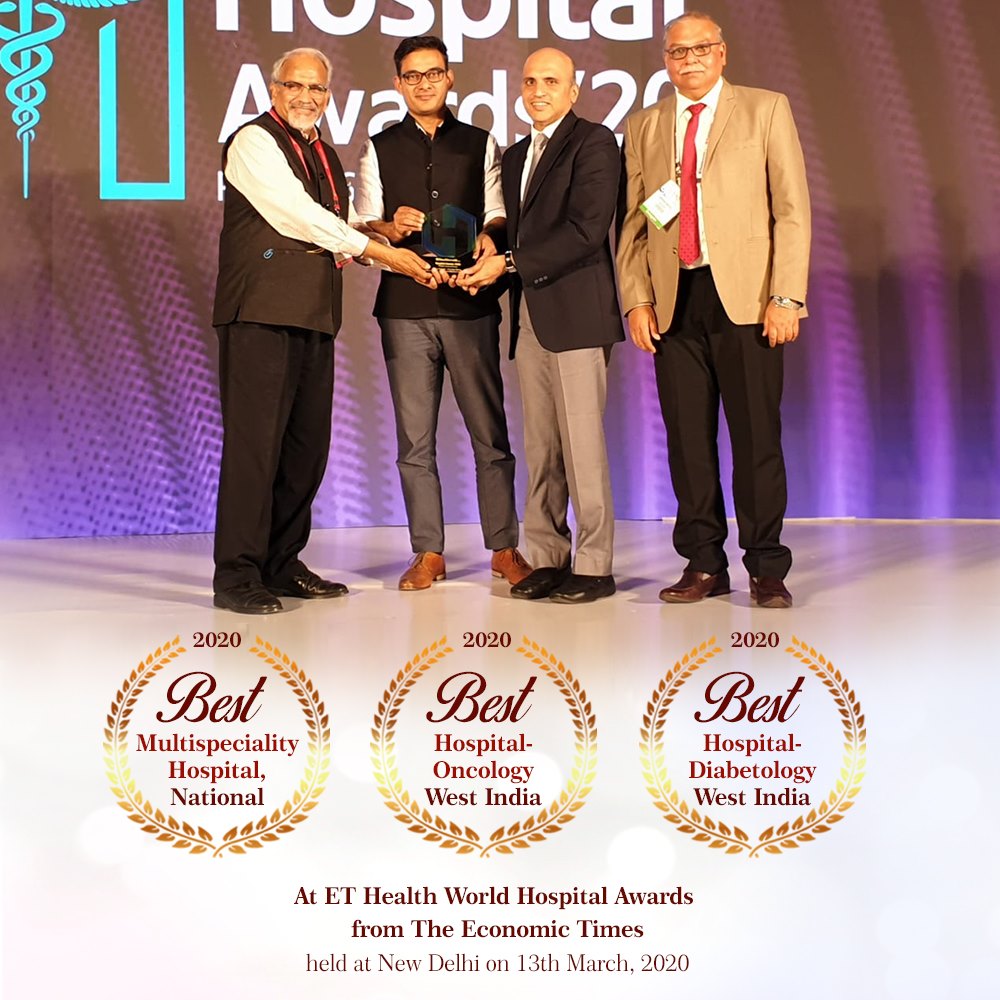 Hospital
Awards '20
2020
Best
Multispeciality
Hospital,
National
2020
Best
Hospital-
Oncology
West India
2020
Best
Hospital-
Diabetology
West India
At ET Health World Hospital Awards
from The Economic Times
held at New Delhi on 13th March, 2020